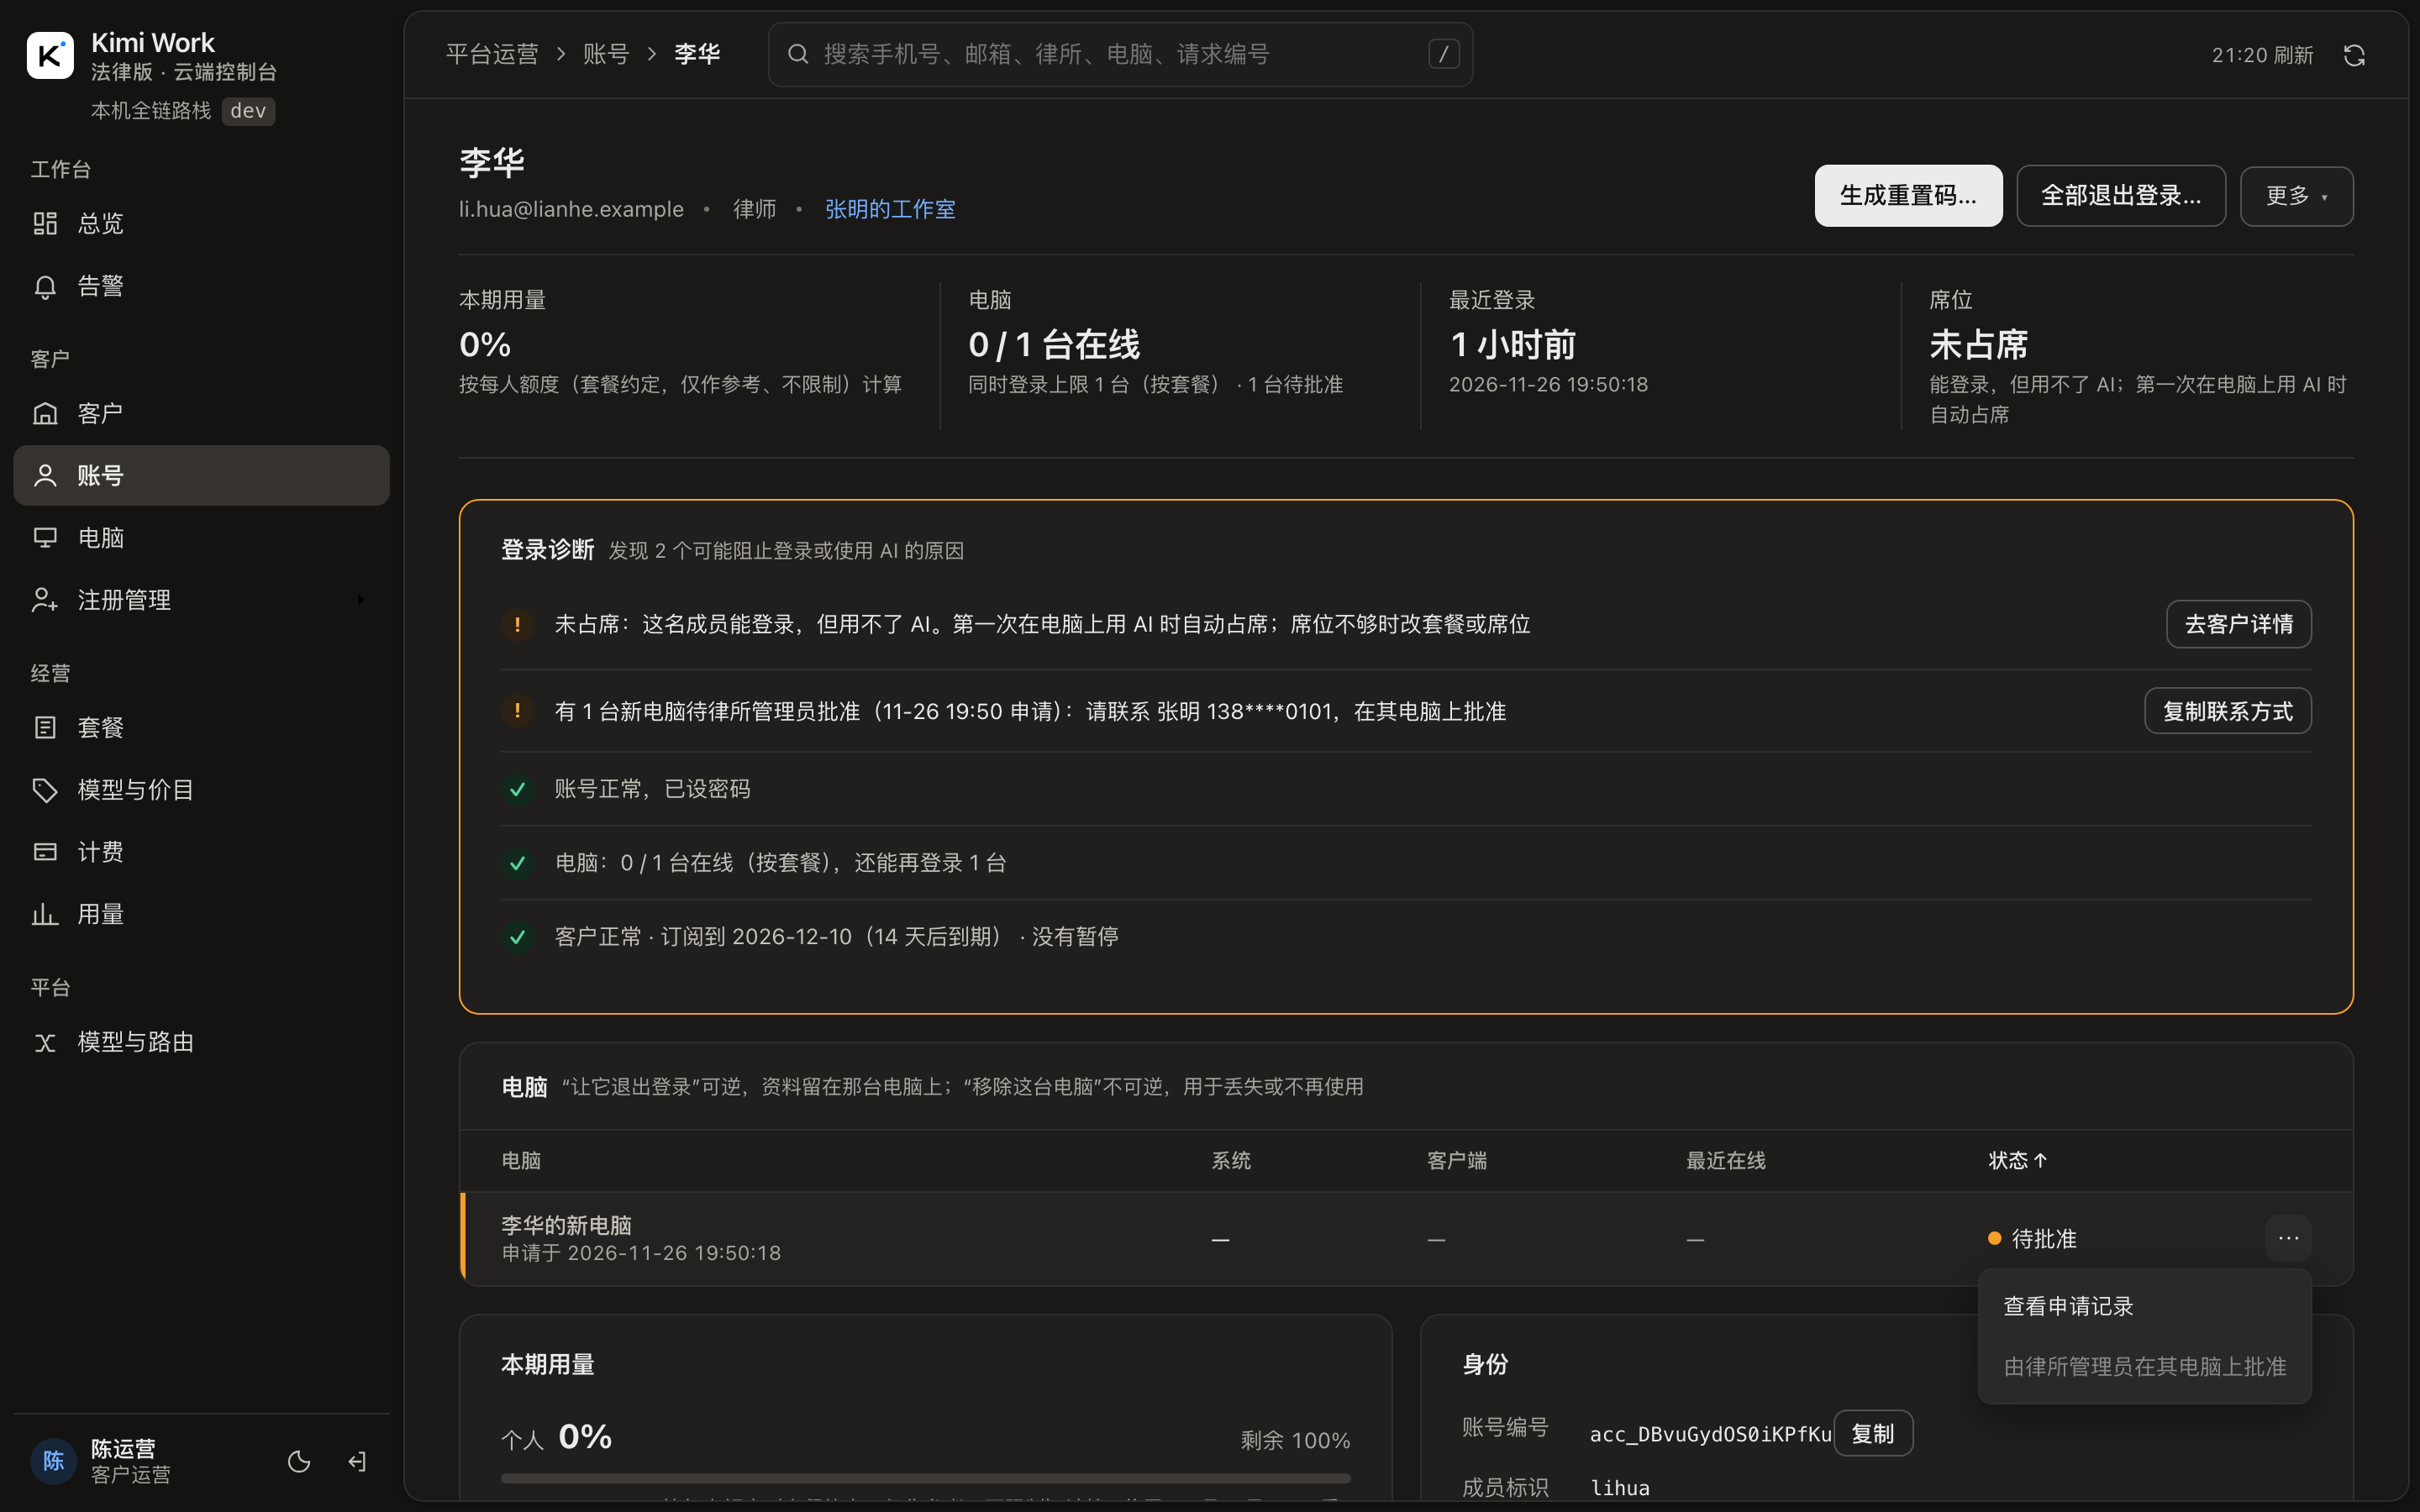 Kimi Work
法律版 · 云端控制台
本机全链路栈 dev
工作台
总览
告警
客户
客户
账号
电脑
注册管理
经营
套餐
模型与价目
计费
用量
平台
模型与路由
陈
陈运营
客户运营
平台运营 > 账号 > 李华
搜索手机号、邮箱、律所、电脑、请求编号 /
21:20 刷新
李华
li.hua@lianhe.example • 律师 • 张明的工作室
生成重置码… 全部退出登录… 更多
本期用量
0%
按每人额度（套餐约定，仅作参考、不限制）计算
电脑
0 / 1 台在线
同时登录上限 1 台（按套餐） · 1 台待批准
最近登录
1 小时前
2026-11-26 19:50:18
席位
未占席
能登录，但用不了 AI；第一次在电脑上用 AI 时
自动占席
登录诊断 发现 2 个可能阻止登录或使用 AI 的原因
未占席：这名成员能登录，但用不了 AI。第一次在电脑上用 AI 时自动占席；席位不够时改套餐或席位 去客户详情
有 1 台新电脑待律所管理员批准（11-26 19:50 申请）：请联系 张明 138****0101，在其电脑上批准 复制联系方式
账号正常，已设密码
电脑：0 / 1 台在线（按套餐），还能再登录 1 台
客户正常 · 订阅到 2026-12-10（14 天后到期） · 没有暂停
电脑 “让它退出登录”可逆，资料留在那台电脑上；“移除这台电脑”不可逆，用于丢失或不再使用
电脑 系统 客户端 最近在线 状态 ↑
李华的新电脑
申请于 2026-11-26 19:50:18
— — — 待批准 ···
查看申请记录
由律所管理员在其电脑上批准
本期用量
个人 0% 剩余 100%
身份
账号编号 acc_DBvuGydOS0iKPfKu 复制
成员标识 lihua